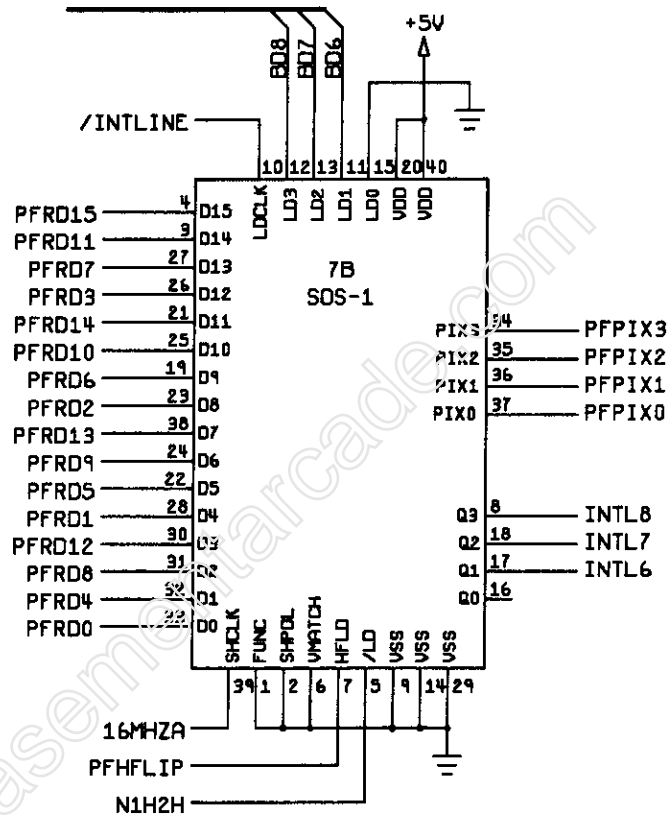 +5V
BD8 BD7 BD6
/INTLINE
10 12 13 11 15 20 40
LDCLK LD3 LD2 LD1 LD0 VDD VDD
7B
SOS-1
PFRD15 4 D15
PFRD11 3 D14
PFRD7 27 D13
PFRD3 26 D12
PFRD14 21 D11
PFRD10 25 D10
PFRD6 19 D9
PFRD2 23 D8
PFRD13 38 D7
PFRD9 24 D6
PFRD5 22 D5
PFRD1 28 D4
PFRD12 30 D3
PFRD8 31 D2
PFRD4 32 D1
PFRD0 33 D0
PIX3 34 PFPIX3
PIX2 35 PFPIX2
PIX1 36 PFPIX1
PIX0 37 PFPIX0
Q3 8 INTL8
Q2 18 INTL7
Q1 17 INTL6
Q0 16
SHCLK FUNC SHPOL VMATCH HFLD /LD VSS VSS VSS
39 1 2 6 7 5 9 14 29
16MHZA
PFHFLIP
N1H2H
asementarcade.com